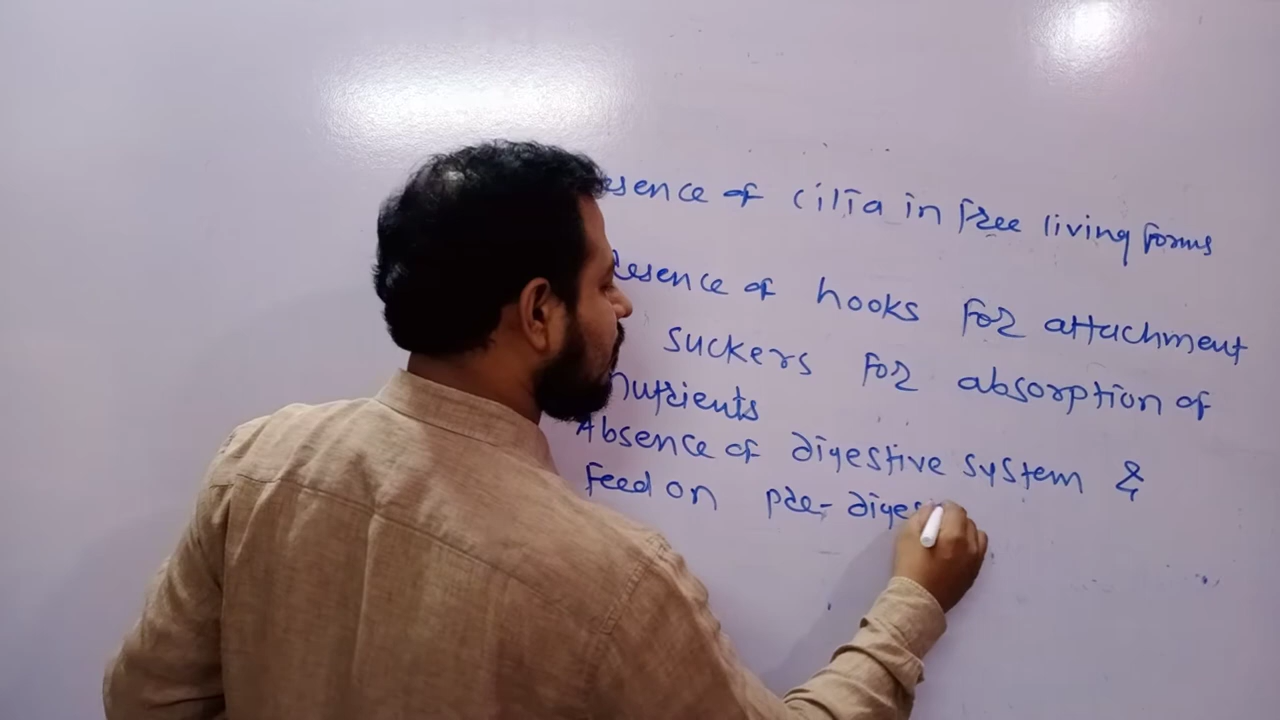 esence of cilia in free living forms
resence of hooks for attachment
suckers for absorption of
nutrients
Absence of digestive system &
feed on pre-diges